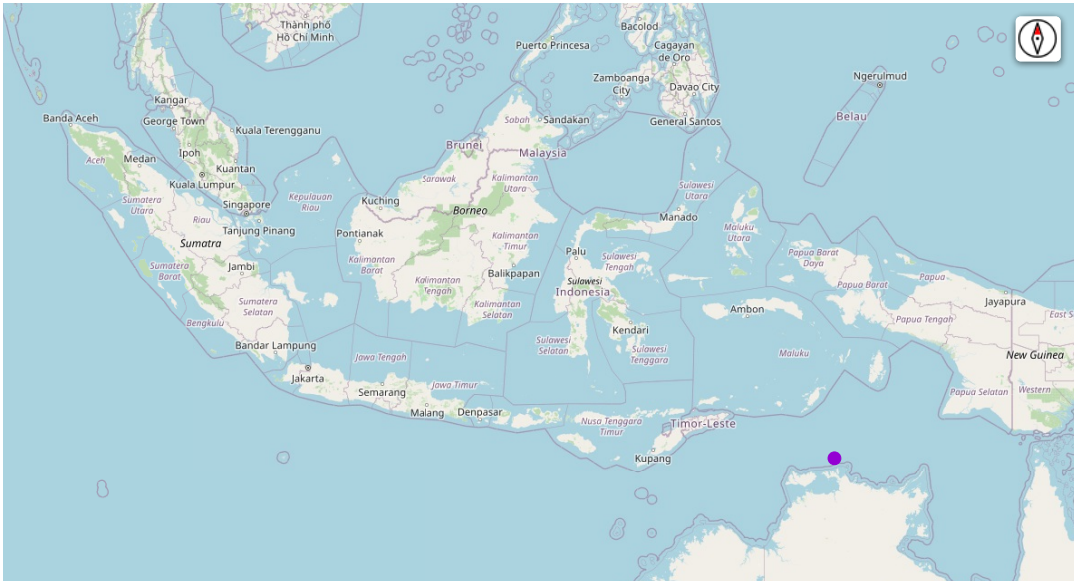 Thành phố
Hồ Chí Minh
Bacolod
Puerto Princesa
Cagayan
de Oro
Zamboanga
City
Davao City
Ngerulmud
Kangar
Banda Aceh
George Town
Kuala Terengganu
Sabah
Sandakan
General Santos
Belau
Ipoh
Brunei
Malaysia
Aceh
Medan
Kuantan
Kuala Lumpur
Sarawak
Kalimantan
Utara
Sulawesi
Utara
Sumatera
Utara
Kepulauan
Riau
Singapore
Kuching
Borneo
Riau
Manado
Tanjung Pinang
Pontianak
Maluku
Utara
Sumatra
Kalimantan
Timur
Palu
Papua Barat
Daya
Sumatera
Barat
Jambi
Kalimantan
Barat
Sulawesi
Tengah
Balikpapan
Kalimantan
Tengah
Sulawesi
Indonesia
Papua
Papua Barat
Sumatera
Selatan
Kalimantan
Selatan
Ambon
Jayapura
East S
Bengkulu
Kendari
Papua Tengah
Bandar Lampung
Jawa Tengah
Sulawesi
Selatan
Sulawesi
Tenggara
Maluku
New Guinea
Jakarta
Semarang
Jawa Timur
Papua Selatan
Western
Malang
Denpasar
Nusa Tenggara
Timur
Timor-Leste
Kupang